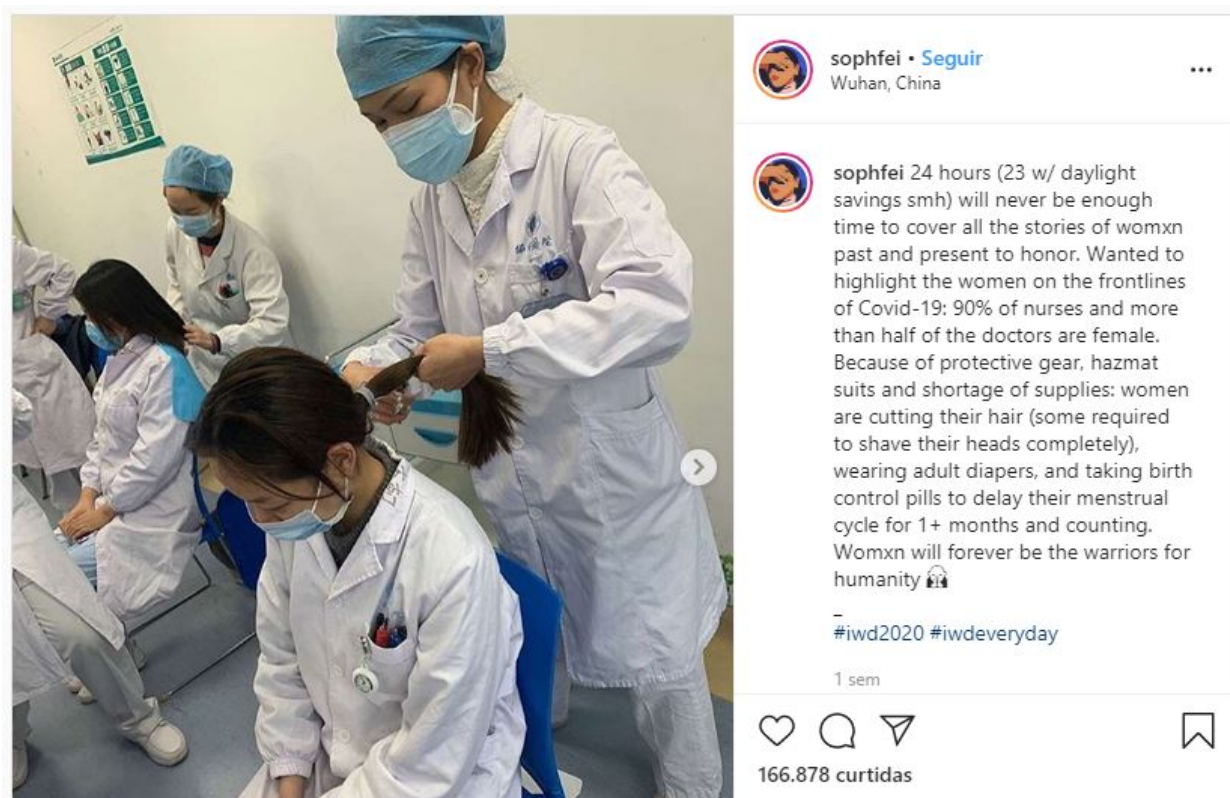 sophfei • Seguir
Wuhan, China
sophfei 24 hours (23 w/ daylight
savings smh) will never be enough
time to cover all the stories of womxn
past and present to honor. Wanted to
highlight the women on the frontlines
of Covid-19: 90% of nurses and more
than half of the doctors are female.
Because of protective gear, hazmat
suits and shortage of supplies: women
are cutting their hair (some required
to shave their heads completely),
wearing adult diapers, and taking birth
control pills to delay their menstrual
cycle for 1+ months and counting.
Womxn will forever be the warriors for
humanity
_
#iwd2020 #iwdeveryday
1 sem
166.878 curtidas